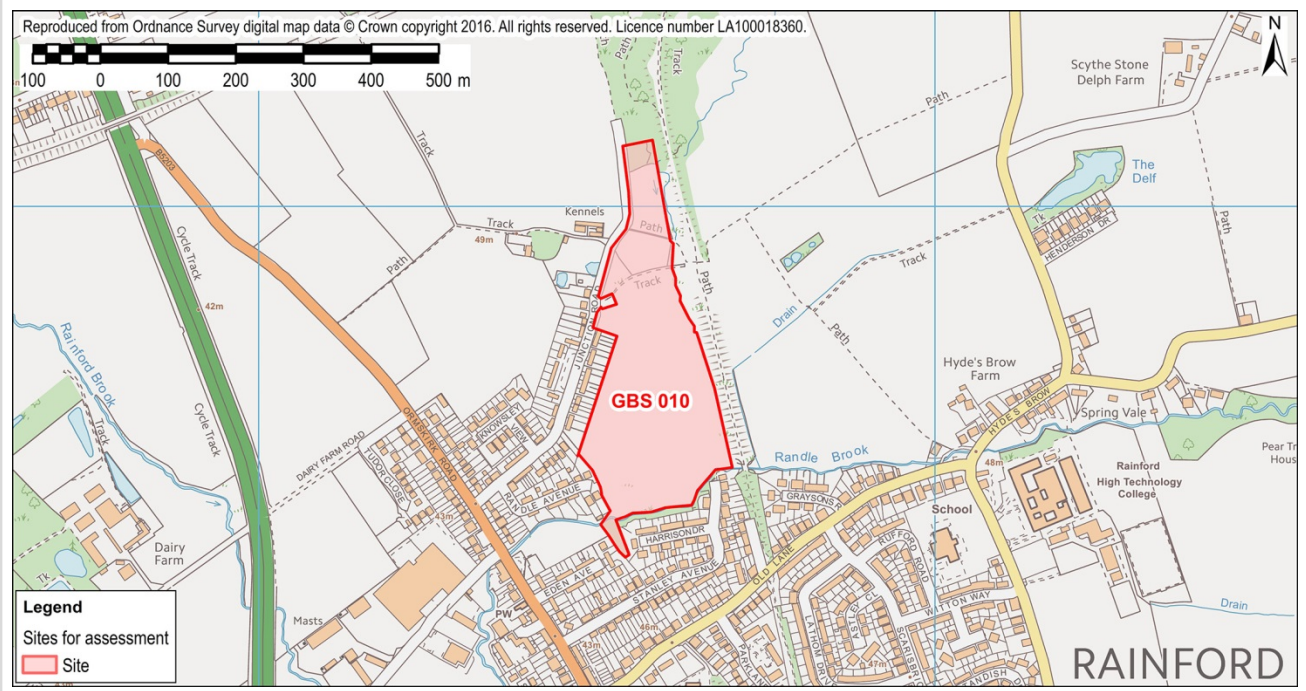 Reproduced from Ordnance Survey digital map data © Crown copyright 2016. All rights reserved. Licence number LA100018360.
N
100 0 100 200 300 400 500 m
Path
Track
Scythe Stone
Delph Farm
Path
Track
B5203
The
Delf
Tk
HENDERSON DR
Kennels
Track
49m
Path
Path
Track
Path
Track
Path
Cycle Track
42m
Path
Drain
Path
Rainford Brook
JUNCTION ROAD
Hyde's Brow
Farm
GBS 010
Cycle Track
ORMSKIRK ROAD
KNOWSLEY
VIEW
HYDE'S BROW
Spring Vale
Track
DAIRY FARM ROAD
TUDOR CLOSE
Randle Brook
48m
Pear Tr
Hous
Rainford
High Technology
College
RANDLE AVENUE
GRAYSONS R
School
43m
HARRISON DR
OLD LANE
RUFFORD ROAD
Dairy
Farm
Tk
EDEN AVE
STANLEY AVENUE
WITTON WAY
Drain
Legend
Sites for assessment
Site
Masts
PW
43m
46m
LATHOM DRIVE
47m
RAINFORD